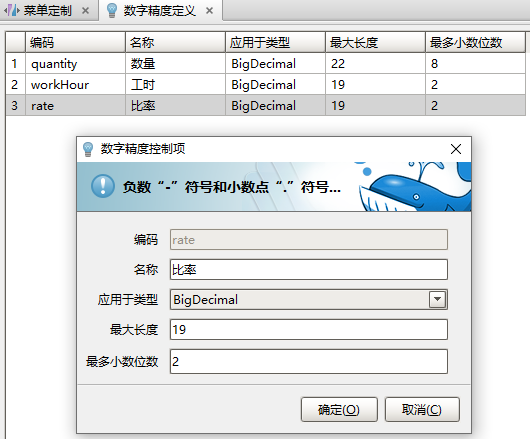 菜单定制 数字精度定义
编码 名称 应用于类型 最大长度 最多小数位数
1 quantity 数量 BigDecimal 22 8
2 workHour 工时 BigDecimal 19 2
3 rate 比率 BigDecimal 19 2
数字精度控制项
负数“-”符号和小数点“.”符号...
编码 rate
名称 比率
应用于类型 BigDecimal
最大长度 19
最多小数位数 2
确定(O) 取消(C)